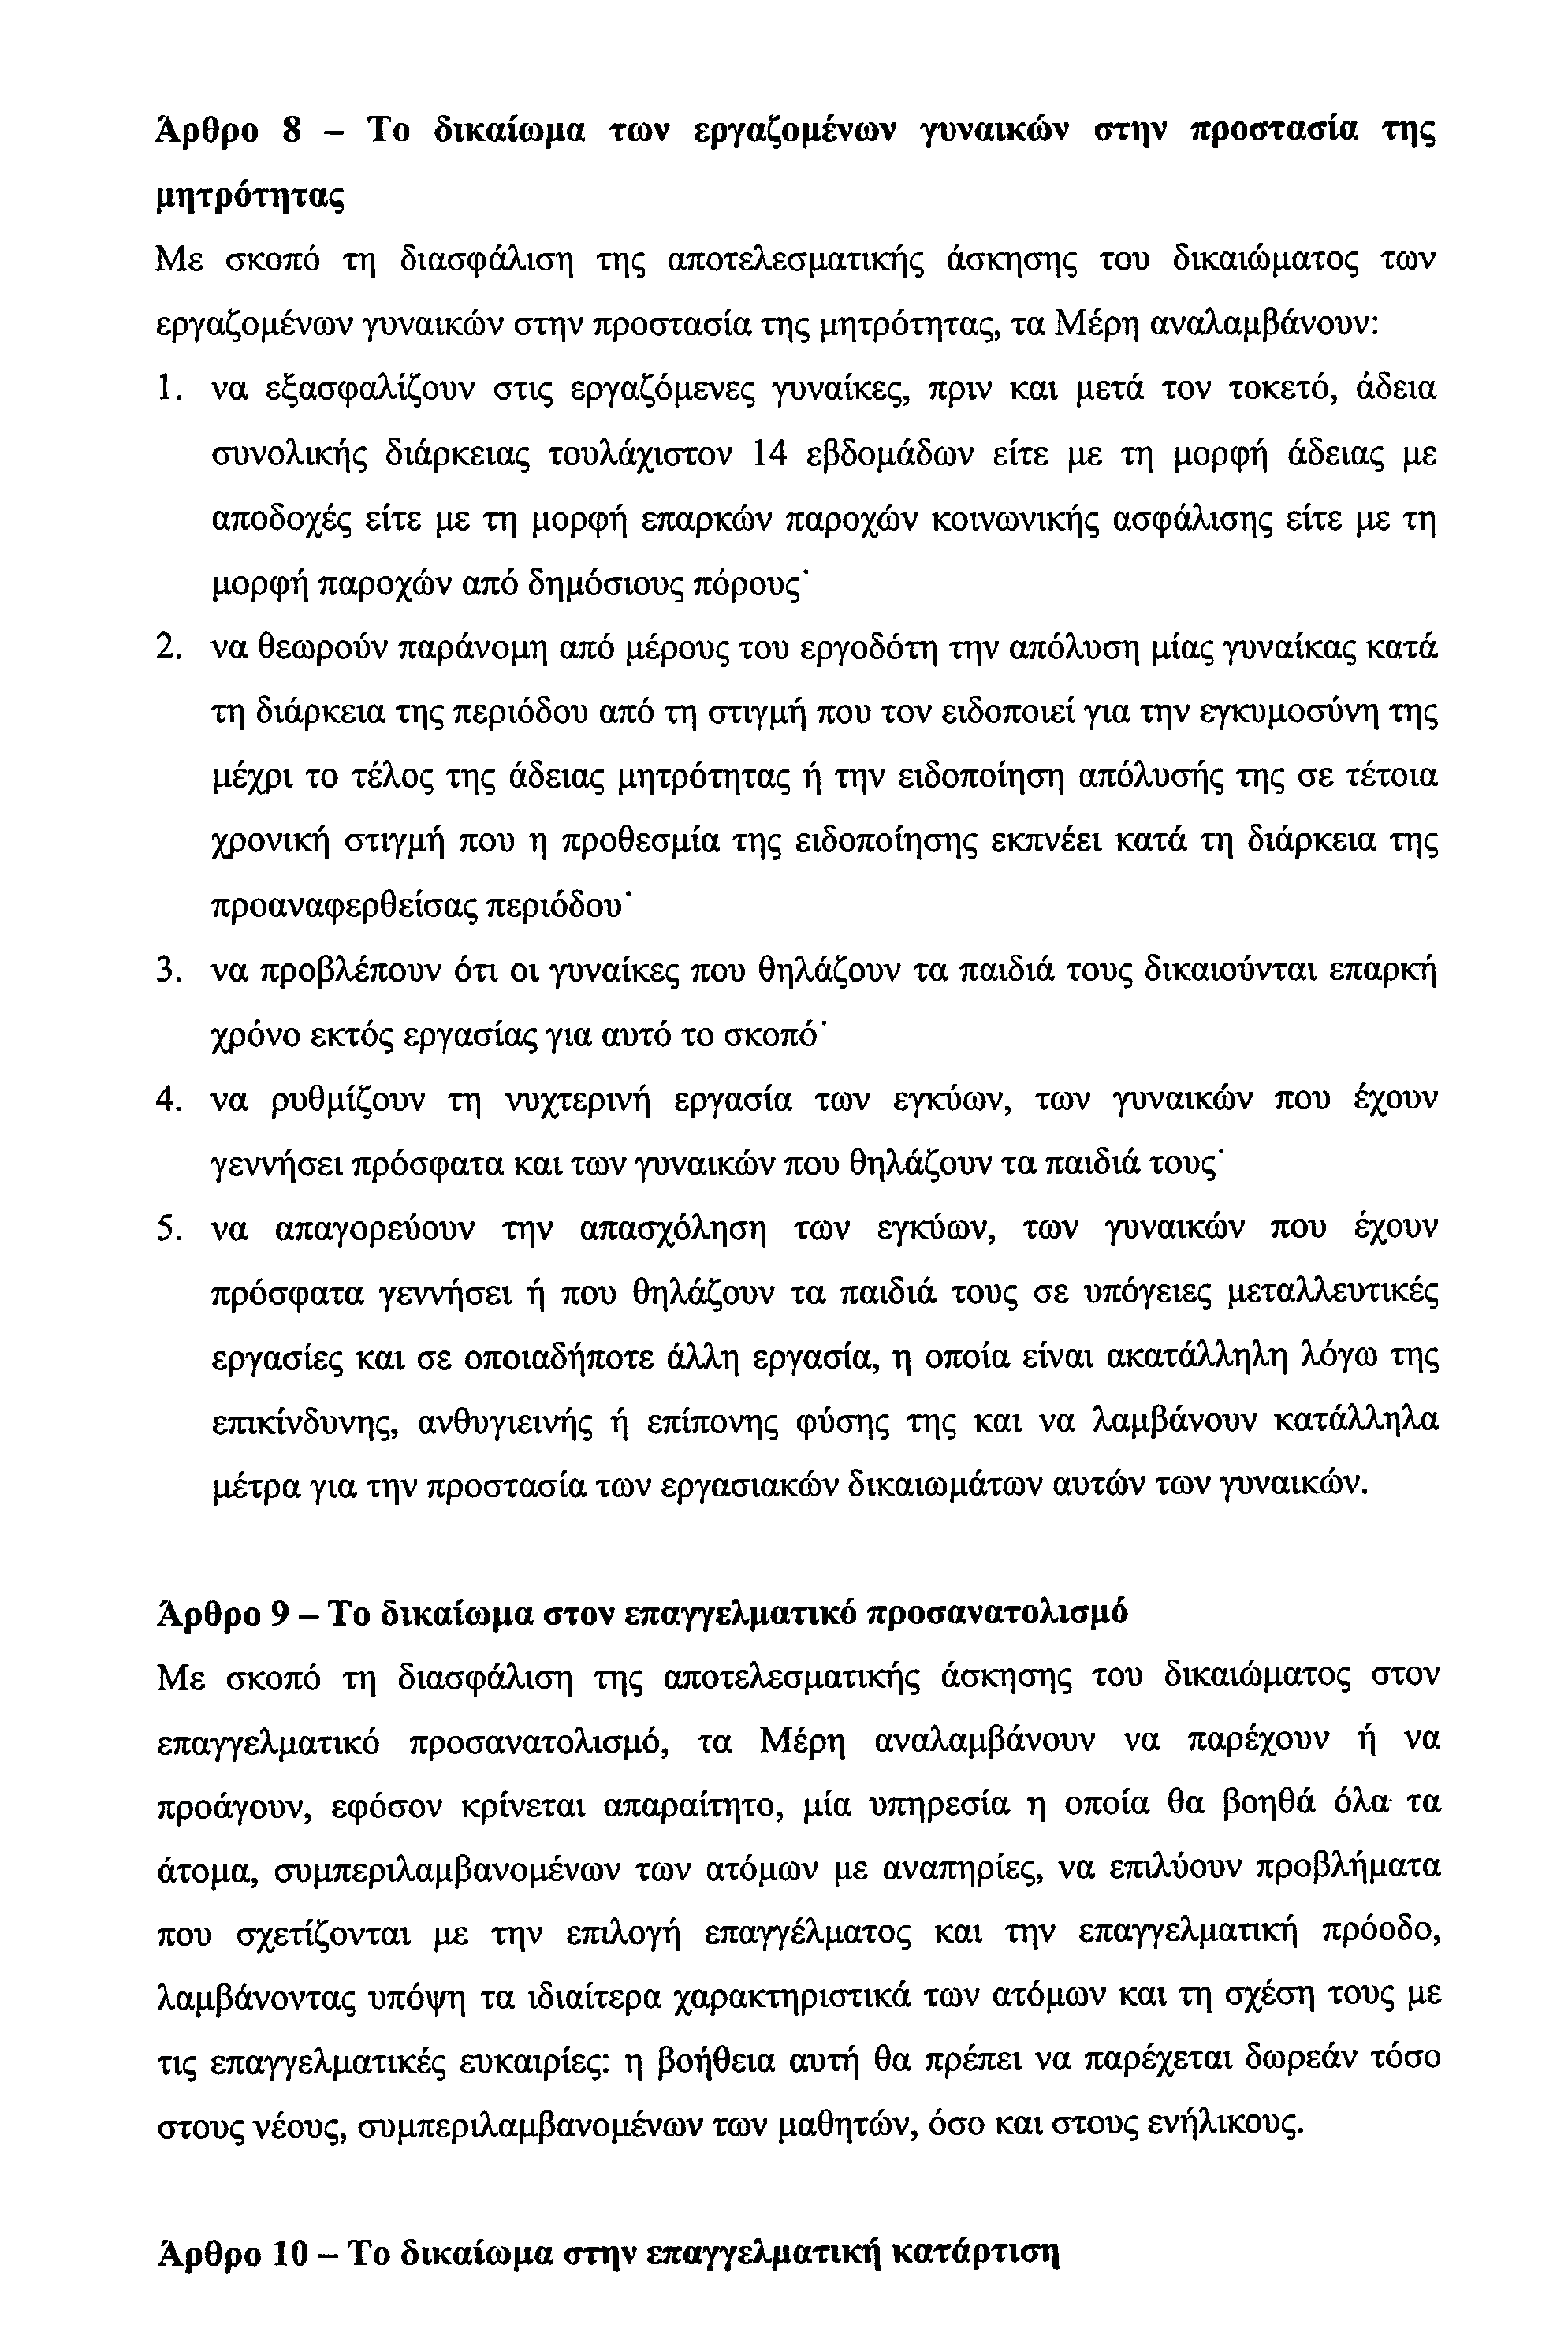 Άρθρο 8 – Το δικαίωμα των εργαζομένων γυναικών στην προστασία της
μητρότητας
Με σκοπό τη διασφάλιση της αποτελεσματικής άσκησης του δικαιώματος των
εργαζομένων γυναικών στην προστασία της μητρότητας, τα Μέρη αναλαμβάνουν:
1. να εξασφαλίζουν στις εργαζόμενες γυναίκες, πριν και μετά τον τοκετό, άδεια
συνολικής διάρκειας τουλάχιστον 14 εβδομάδων είτε με τη μορφή άδειας με
αποδοχές είτε με τη μορφή επαρκών παροχών κοινωνικής ασφάλισης είτε με τη
μορφή παροχών από δημόσιους πόρους˙
2. να θεωρούν παράνομη από μέρους του εργοδότη την απόλυση μίας γυναίκας κατά
τη διάρκεια της περιόδου από τη στιγμή που τον ειδοποιεί για την εγκυμοσύνη της
μέχρι το τέλος της άδειας μητρότητας ή την ειδοποίηση απόλυσής της σε τέτοια
χρονική στιγμή που η προθεσμία της ειδοποίησης εκπνέει κατά τη διάρκεια της
προαναφερθείσας περιόδου˙
3. να προβλέπουν ότι οι γυναίκες που θηλάζουν τα παιδιά τους δικαιούνται επαρκή
χρόνο εκτός εργασίας για αυτό το σκοπό˙
4. να ρυθμίζουν τη νυχτερινή εργασία των εγκύων, των γυναικών που έχουν
γεννήσει πρόσφατα και των γυναικών που θηλάζουν τα παιδιά τους˙
5. να απαγορεύουν την απασχόληση των εγκύων, των γυναικών που έχουν
πρόσφατα γεννήσει ή που θηλάζουν τα παιδιά τους σε υπόγειες μεταλλευτικές
εργασίες και σε οποιαδήποτε άλλη εργασία, η οποία είναι ακατάλληλη λόγω της
επικίνδυνης, ανθυγιεινής ή επίπονης φύσης της και να λαμβάνουν κατάλληλα
μέτρα για την προστασία των εργασιακών δικαιωμάτων αυτών των γυναικών.
Άρθρο 9 – Το δικαίωμα στον επαγγελματικό προσανατολισμό
Με σκοπό τη διασφάλιση της αποτελεσματικής άσκησης του δικαιώματος στον
επαγγελματικό προσανατολισμό, τα Μέρη αναλαμβάνουν να παρέχουν ή να
προάγουν, εφόσον κρίνεται απαραίτητο, μία υπηρεσία η οποία θα βοηθά όλα τα
άτομα, συμπεριλαμβανομένων των ατόμων με αναπηρίες, να επιλύουν προβλήματα
που σχετίζονται με την επιλογή επαγγέλματος και την επαγγελματική πρόοδο,
λαμβάνοντας υπόψη τα ιδιαίτερα χαρακτηριστικά των ατόμων και τη σχέση τους με
τις επαγγελματικές ευκαιρίες: η βοήθεια αυτή θα πρέπει να παρέχεται δωρεάν τόσο
στους νέους, συμπεριλαμβανομένων των μαθητών, όσο και στους ενήλικους.
Άρθρο 10 – Το δικαίωμα στην επαγγελματική κατάρτιση